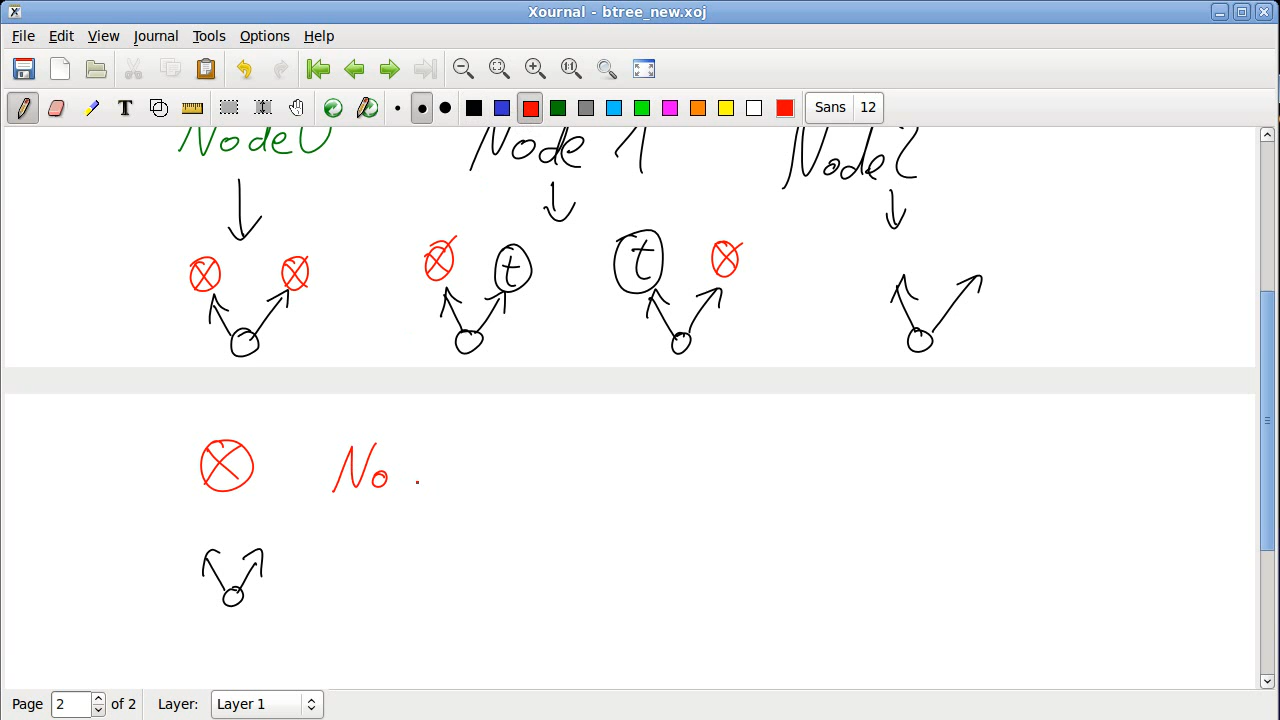 Xournal - btree_new.xoj
File Edit View Journal Tools Options Help
T Sans 12
Node0 Node 1 Node2
t t
No
Page 2 of 2 Layer: Layer 1